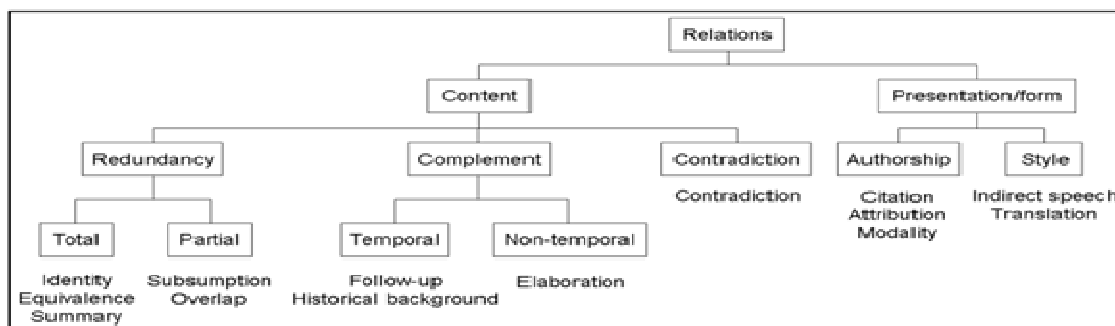 Relations
Content
Presentation/form
Redundancy
Complement
Contradiction
Authorship
Style
Contradiction
Citation
Attribution
Modality
Indirect speech
Translation
Total
Partial
Temporal
Non-temporal
Identity
Equivalence
Summary
Subsumption
Overlap
Follow-up
Historical background
Elaboration